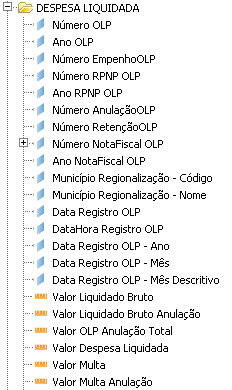 DESPESA LIQUIDADA
Número OLP
Ano OLP
Número EmpenhoOLP
Número RPNP OLP
Ano RPNP OLP
Número AnulaçãoOLP
Número RetençãoOLP
Número NotaFiscal OLP
Ano NotaFiscal OLP
Município Regionalização - Código
Município Regionalização - Nome
Data Registro OLP
DataHora Registro OLP
Data Registro OLP - Ano
Data Registro OLP - Mês
Data Registro OLP - Mês Descritivo
Valor Liquidado Bruto
Valor Liquidado Bruto Anulação
Valor OLP Anulação Total
Valor Despesa Liquidada
Valor Multa
Valor Multa Anulação